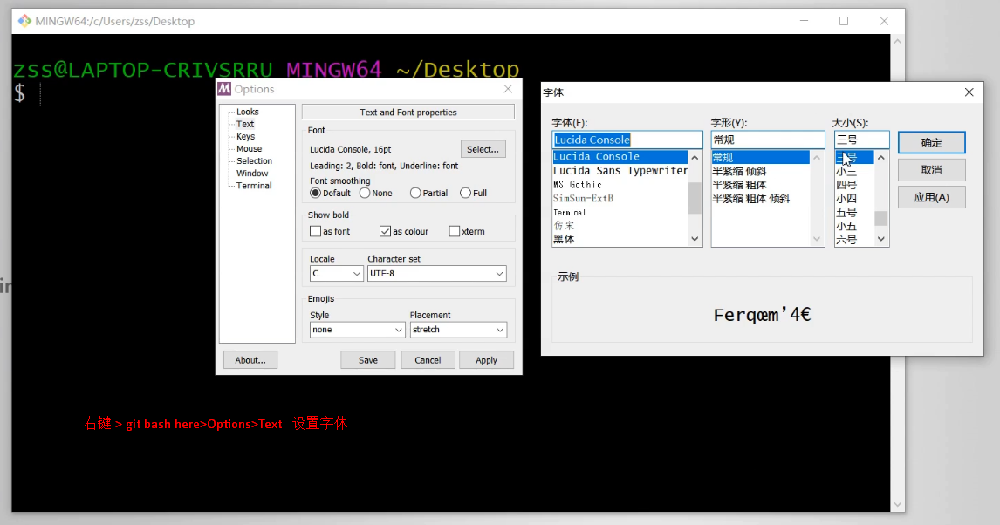 MINGW64:/c/Users/zss/Desktop
zss@LAPTOP-CRIVSRRU MINGW64 ~/Desktop
$
Options
Looks
Text
Keys
Mouse
Selection
Window
Terminal
Text and Font properties
Font
Lucida Console, 16pt
Select...
Leading: 2, Bold: font, Underline: font
Font smoothing
Default None Partial Full
Show bold
as font as colour xterm
Locale Character set
C UTF-8
Emojis
Style Placement
none stretch
About... Save Cancel Apply
字体
字体(F): 字形(Y): 大小(S):
Lucida Console 常规 三号
Lucida Console
Lucida Sans Typewriter
MS Gothic
SimSun-ExtB
Terminal
仿宋
黑体
常规
半紧缩 倾斜
半紧缩 粗体
半紧缩 粗体 倾斜
三号
小三
四号
小四
五号
小五
六号
确定
取消
应用(A)
示例
Ferqœm’4€
右键 > git bash here>Options>Text 设置字体